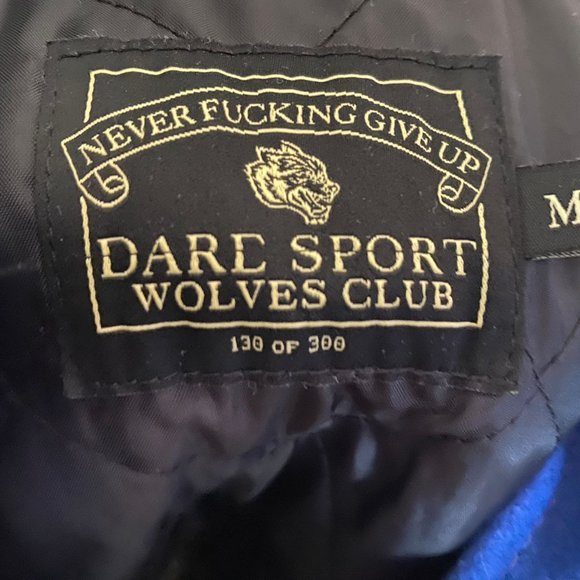 NEVER FUCKING GIVE UP
DARE SPORT
WOLVES CLUB
130 OF 300
M